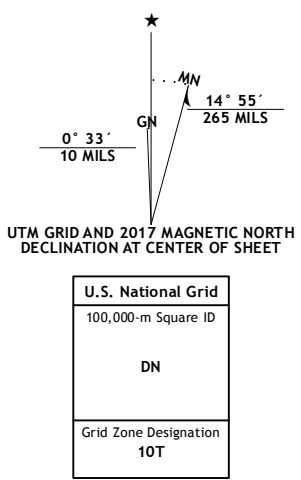 ★
MN
GN
14° 55´
265 MILS
0° 33´
10 MILS
UTM GRID AND 2017 MAGNETIC NORTH
DECLINATION AT CENTER OF SHEET
U.S. National Grid
100,000-m Square ID
DN
Grid Zone Designation
10T